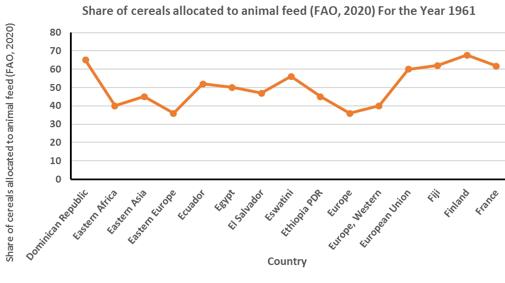 Share of cereals allocated to animal feed (FAO, 2020) For the Year 1961
Share of cereals allocated to animal feed (FAO, 2020)
80
70
60
50
40
30
20
10
0
Dominican Republic
Eastern Africa
Eastern Asia
Eastern Europe
Ecuador
Egypt
El Salvador
Eswatini
Ethiopia PDR
Europe
Europe, Western
European Union
Fiji
Finland
France
Country